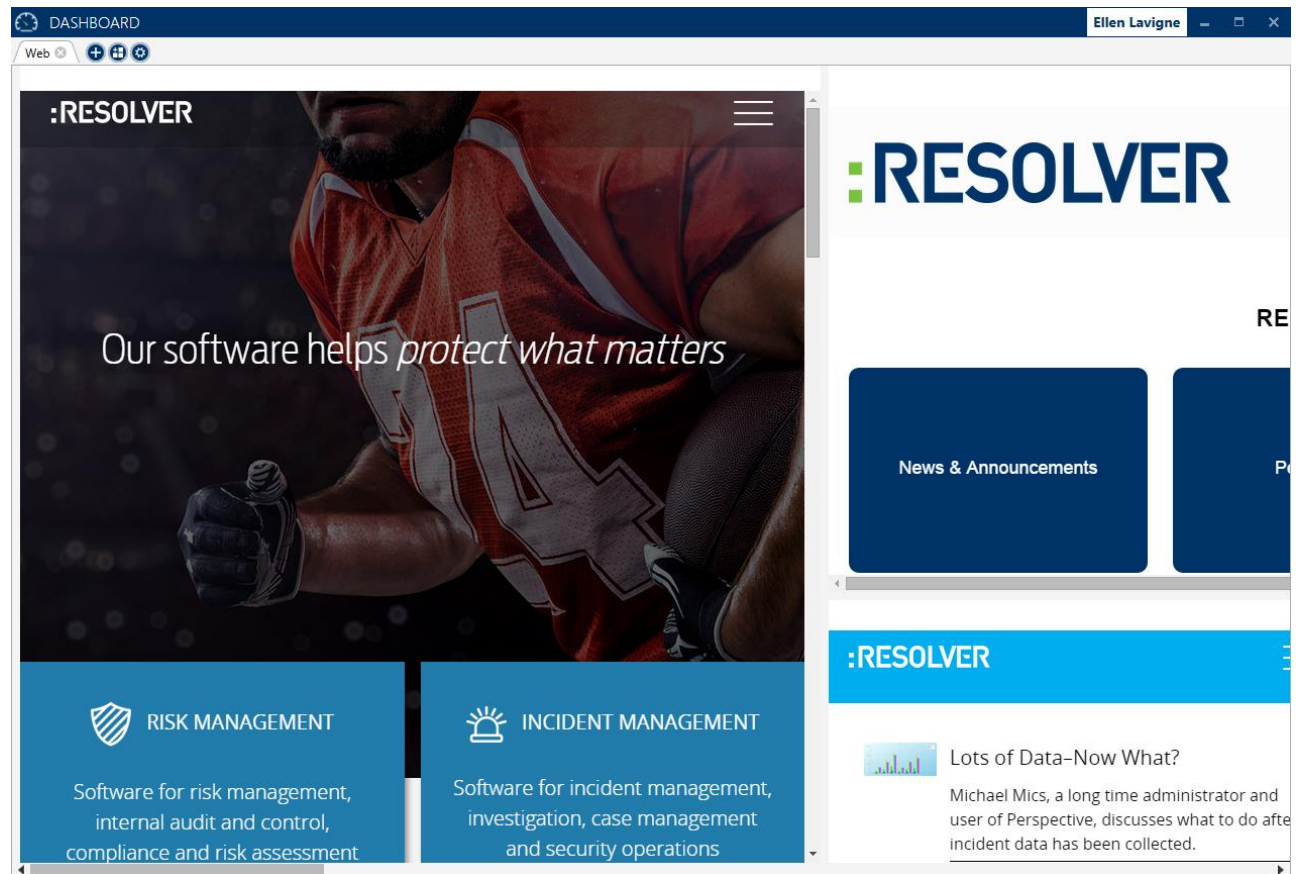 DASHBOARD
Ellen Lavigne
Web
:RESOLVER
Our software helps protect what matters
74
RISK MANAGEMENT
Software for risk management,
internal audit and control,
compliance and risk assessment
INCIDENT MANAGEMENT
Software for incident management,
investigation, case management
and security operations
:RESOLVER
RE
News & Announcements
:RESOLVER
Lots of Data–Now What?
Michael Mics, a long time administrator and
user of Perspective, discusses what to do afte
incident data has been collected.